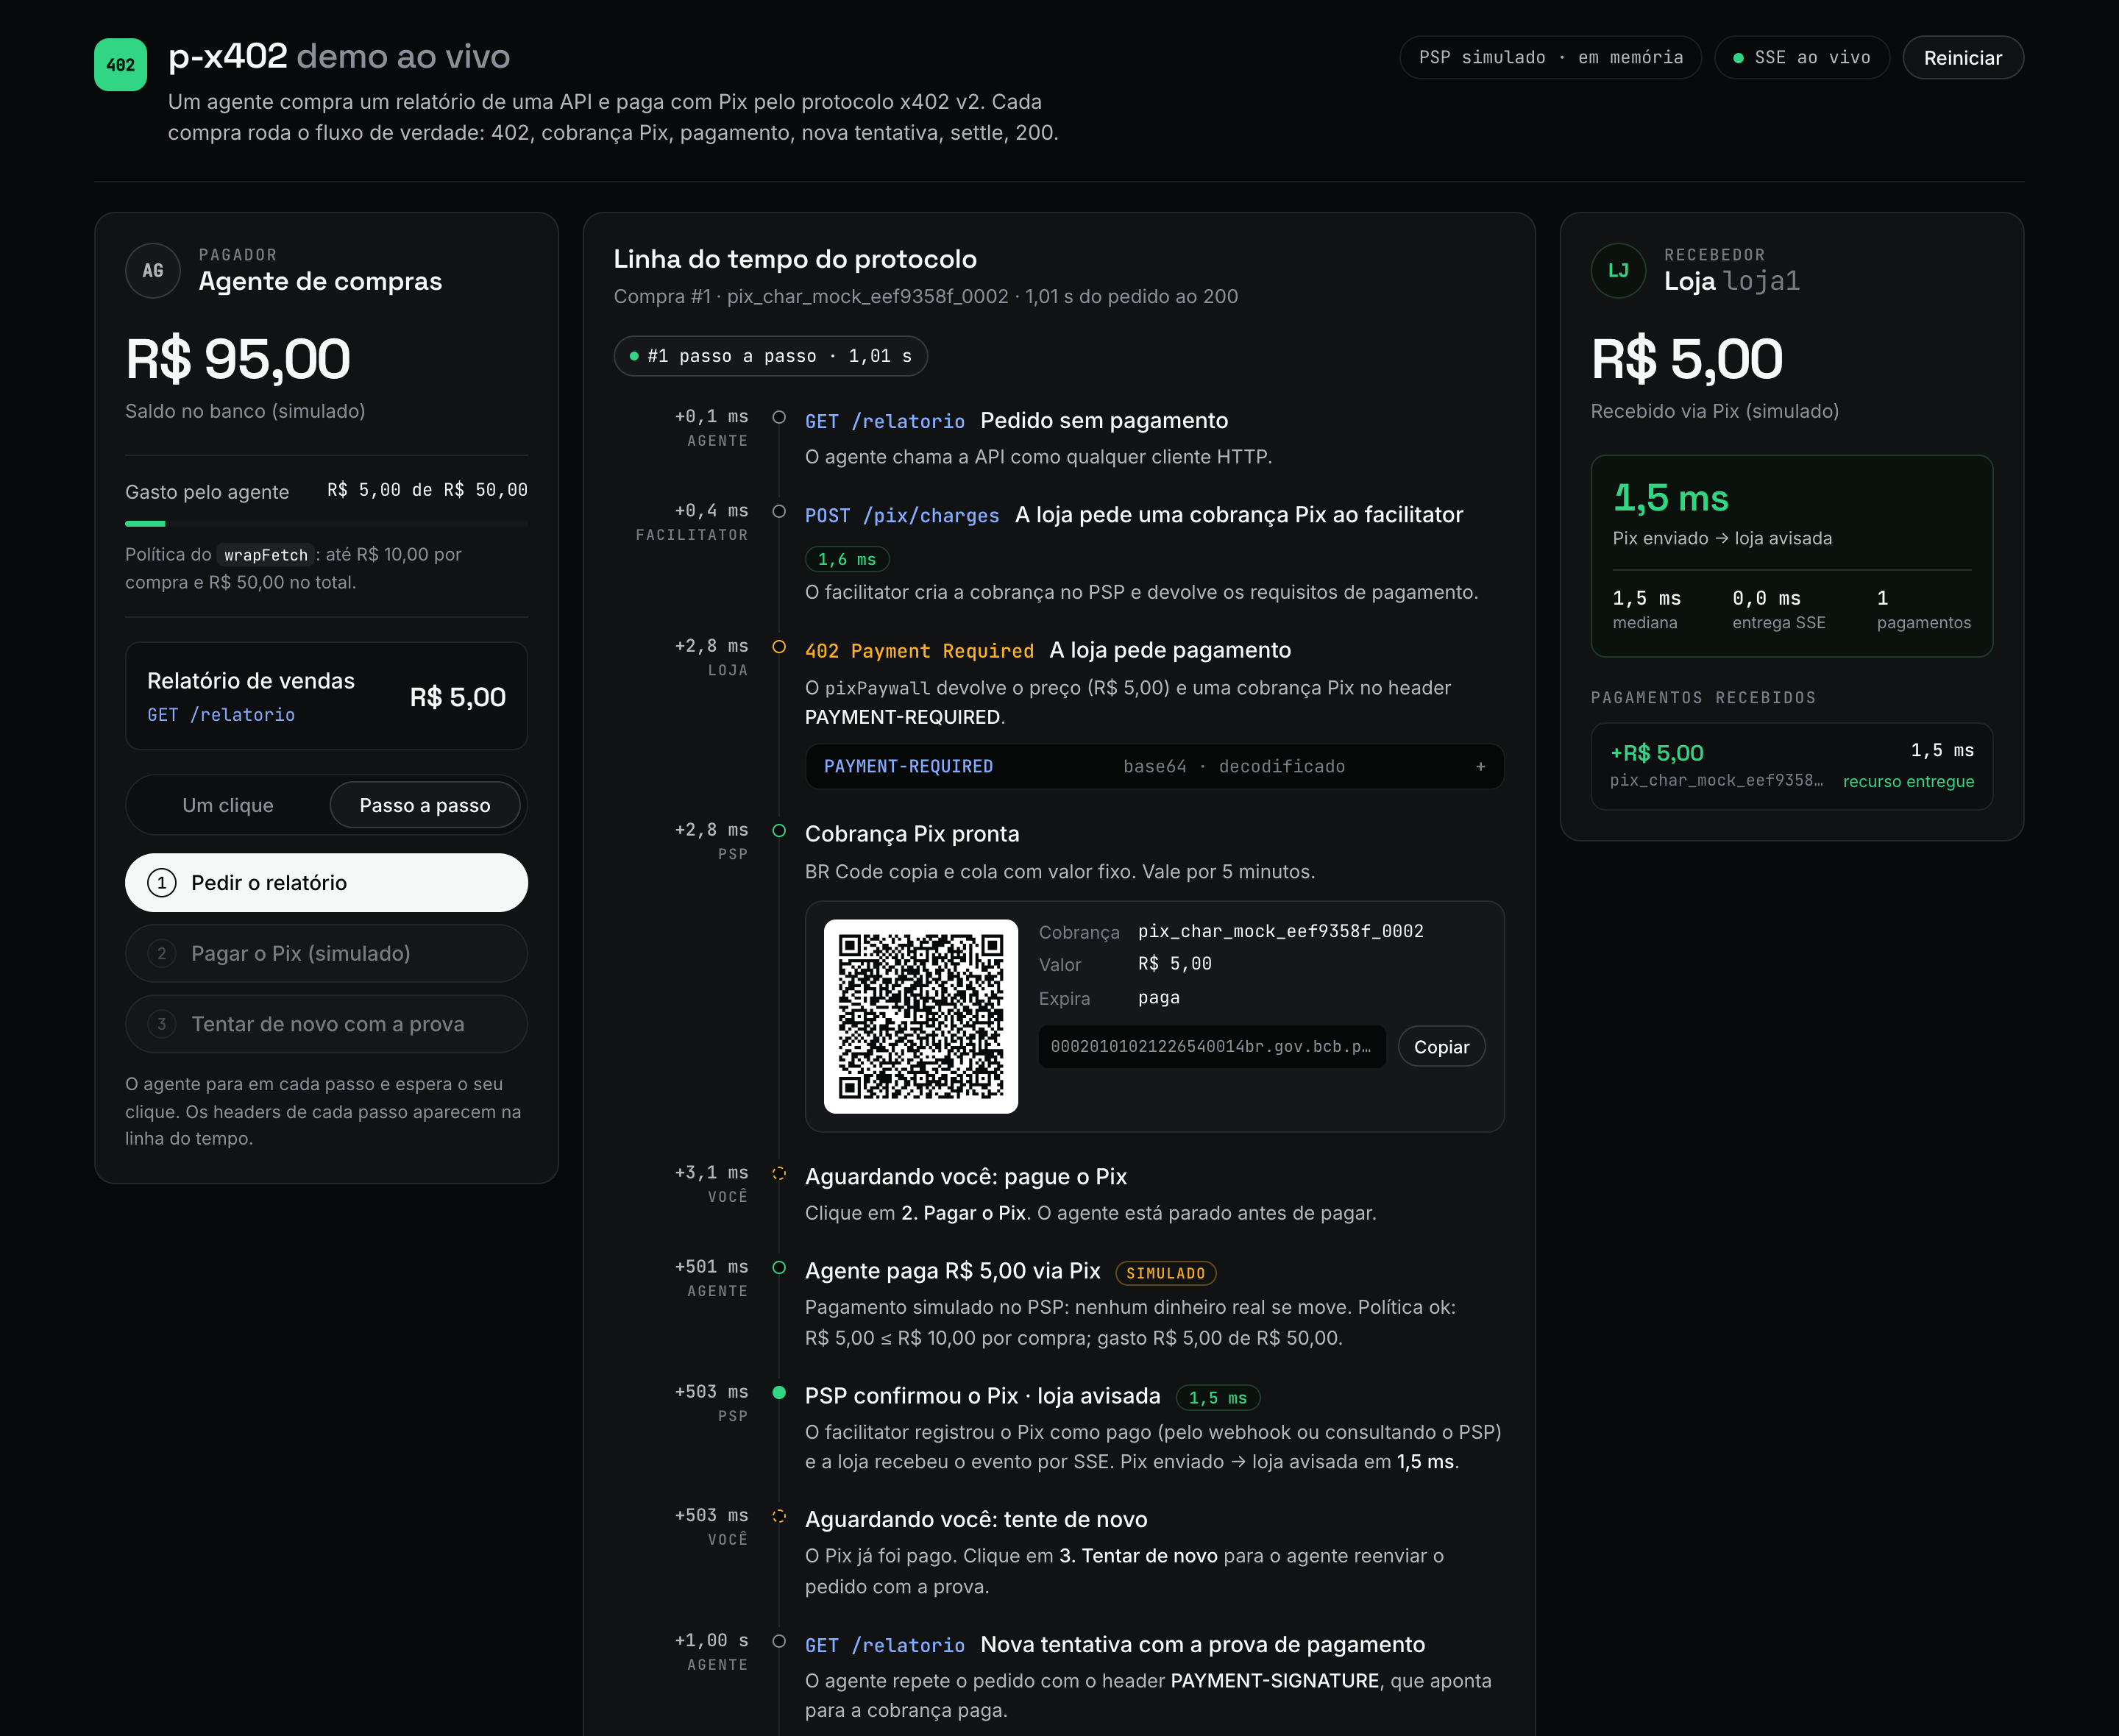 402
p-x402 demo ao vivo
Um agente compra um relatório de uma API e paga com Pix pelo protocolo x402 v2. Cada
compra roda o fluxo de verdade: 402, cobrança Pix, pagamento, nova tentativa, settle, 200.
PSP simulado · em memória
SSE ao vivo
Reiniciar
AG
PAGADOR
Agente de compras
R$ 95,00
Saldo no banco (simulado)
Gasto pelo agente R$ 5,00 de R$ 50,00
Política do wrapFetch: até R$ 10,00 por
compra e R$ 50,00 no total.
Relatório de vendas
GET /relatorio
R$ 5,00
Um clique
Passo a passo
1 Pedir o relatório
2 Pagar o Pix (simulado)
3 Tentar de novo com a prova
O agente para em cada passo e espera o seu
clique. Os headers de cada passo aparecem na
linha do tempo.
Linha do tempo do protocolo
Compra #1 · pix_char_mock_eef9358f_0002 · 1,01 s do pedido ao 200
#1 passo a passo · 1,01 s
+0,1 ms
AGENTE
GET /relatorio Pedido sem pagamento
O agente chama a API como qualquer cliente HTTP.
+0,4 ms
FACILITATOR
POST /pix/charges A loja pede uma cobrança Pix ao facilitator
1,6 ms
O facilitator cria a cobrança no PSP e devolve os requisitos de pagamento.
+2,8 ms
LOJA
402 Payment Required A loja pede pagamento
O pixPaywall devolve o preço (R$ 5,00) e uma cobrança Pix no header
PAYMENT-REQUIRED.
PAYMENT-REQUIRED base64 · decodificado +
+2,8 ms
PSP
Cobrança Pix pronta
BR Code copia e cola com valor fixo. Vale por 5 minutos.
Cobrança pix_char_mock_eef9358f_0002
Valor R$ 5,00
Expira paga
00020101021226540014br.gov.bcb.p…
Copiar
+3,1 ms
VOCÊ
Aguardando você: pague o Pix
Clique em 2. Pagar o Pix. O agente está parado antes de pagar.
+501 ms
AGENTE
Agente paga R$ 5,00 via Pix SIMULADO
Pagamento simulado no PSP: nenhum dinheiro real se move. Política ok:
R$ 5,00 ≤ R$ 10,00 por compra; gasto R$ 5,00 de R$ 50,00.
+503 ms
PSP
PSP confirmou o Pix · loja avisada 1,5 ms
O facilitator registrou o Pix como pago (pelo webhook ou consultando o PSP)
e a loja recebeu o evento por SSE. Pix enviado → loja avisada em 1,5 ms.
+503 ms
VOCÊ
Aguardando você: tente de novo
O Pix já foi pago. Clique em 3. Tentar de novo para o agente reenviar o
pedido com a prova.
+1,00 s
AGENTE
GET /relatorio Nova tentativa com a prova de pagamento
O agente repete o pedido com o header PAYMENT-SIGNATURE, que aponta
para a cobrança paga.
LJ
RECEBEDOR
Loja loja1
R$ 5,00
Recebido via Pix (simulado)
1,5 ms
Pix enviado → loja avisada
1,5 ms 0,0 ms 1
mediana entrega SSE pagamentos
PAGAMENTOS RECEBIDOS
+R$ 5,00 1,5 ms
pix_char_mock_eef9358… recurso entregue